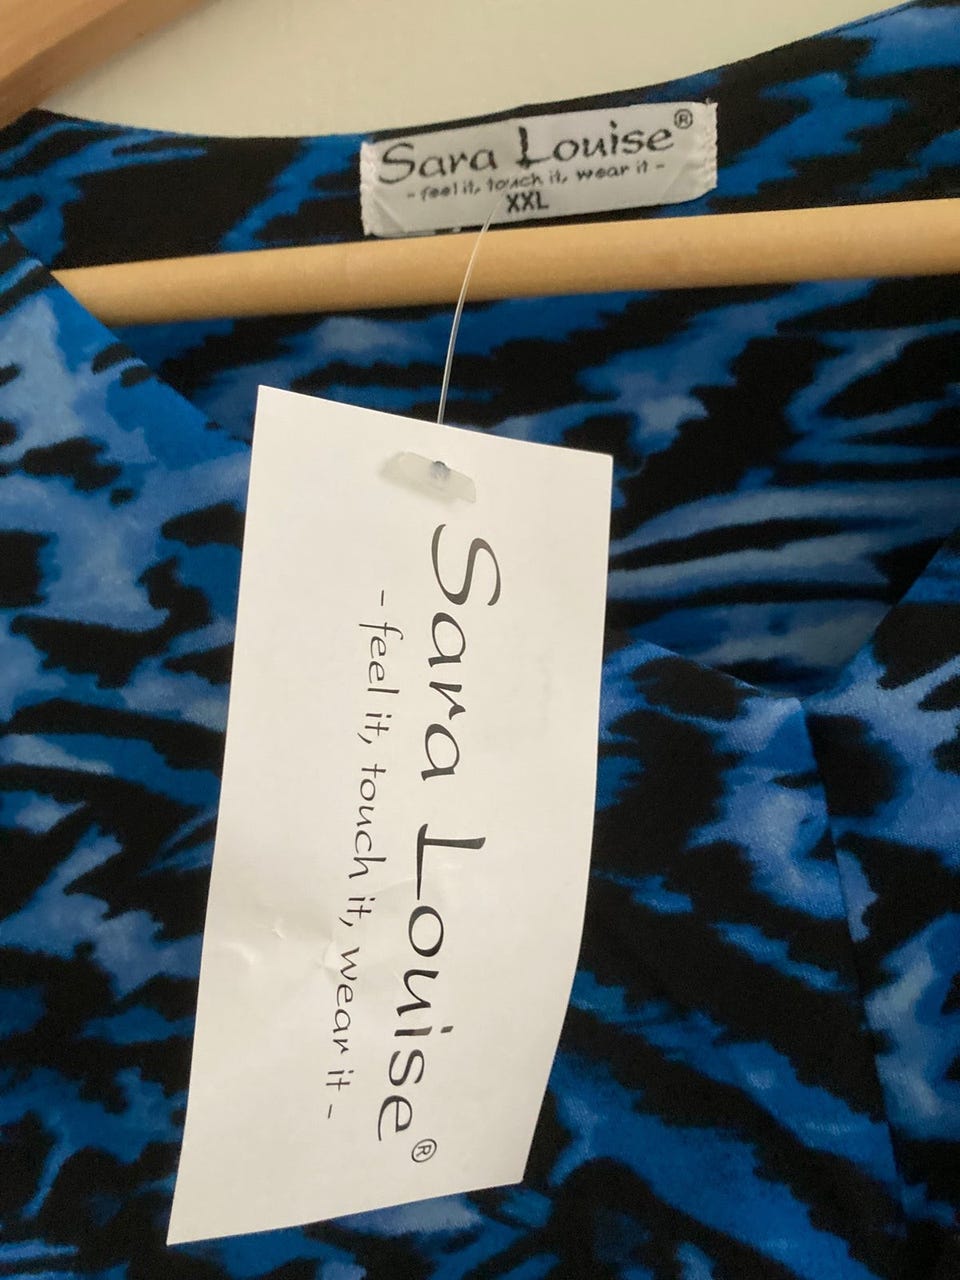 Sara Louise®
- feel it, touch it, wear it -
XXL
Sara Louise®
- feel it, touch it, wear it -